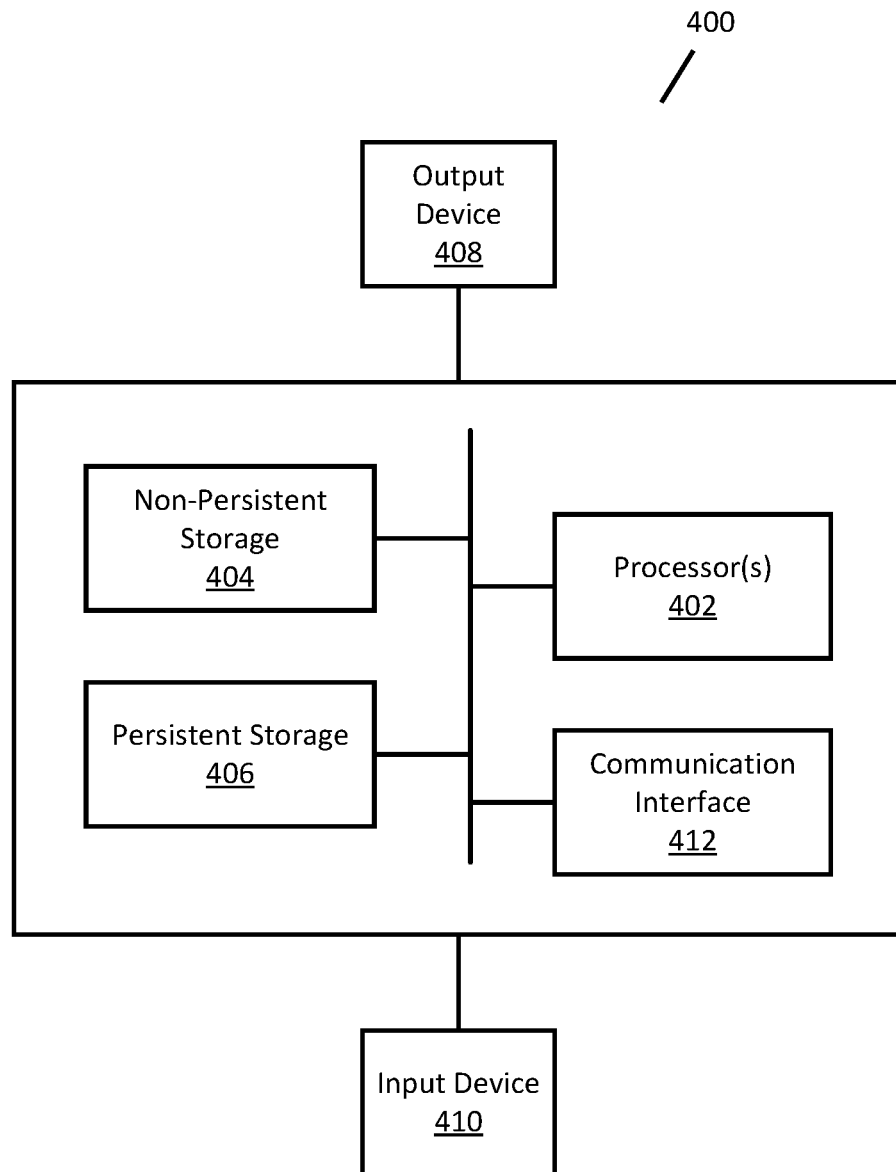 400
Output
Device
408
Non-Persistent
Storage
404
Processor(s)
402
Persistent Storage
406
Communication
Interface
412
Input Device
410